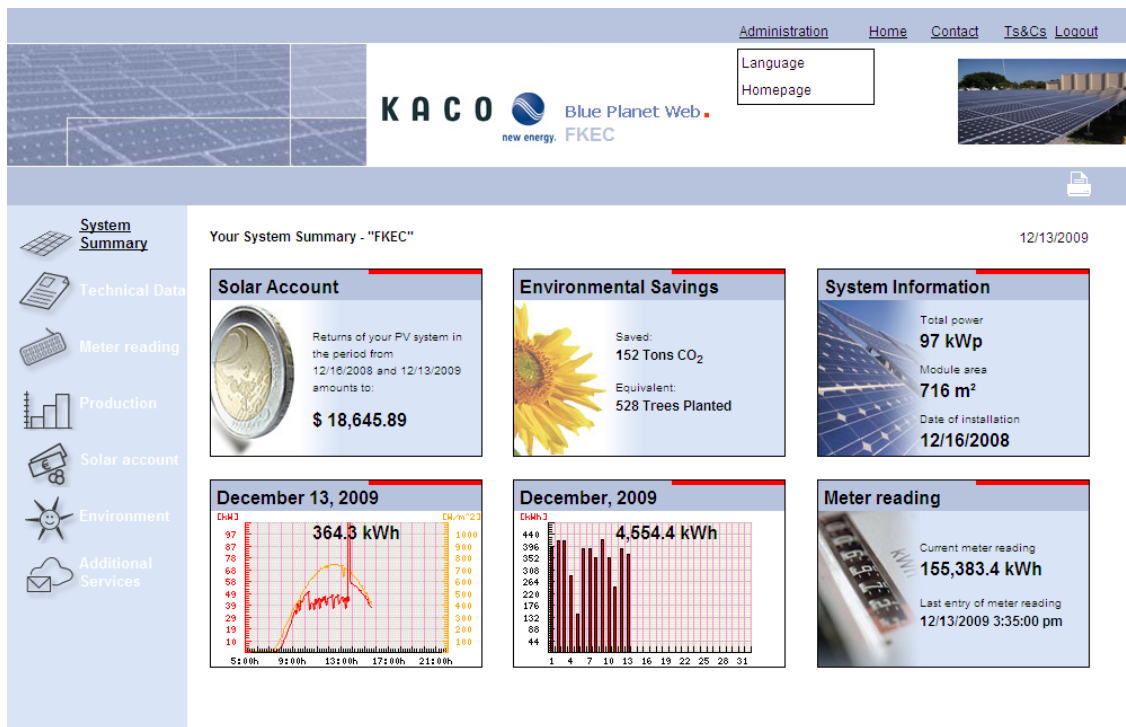 Administration Home Contact Ts&Cs Logout
Language
Homepage
KACO
new energy.
Blue Planet Web.
FKEC
System
Summary
Technical Data
Meter reading
Production
Solar account
Environment
Additional
Services
Your System Summary - "FKEC" 12/13/2009
Solar Account
Returns of your PV system in
the period from
12/16/2008 and 12/13/2009
amounts to:
$ 18,645.89
Environmental Savings
Saved:
152 Tons CO₂
Equivalent:
528 Trees Planted
System Information
Total power
97 kWp
Module area
716 m²
Date of installation
12/16/2008
December 13, 2009
[kW] [W/m^2]
364.3 kWh
97 1000
87 900
78 800
68 700
58 600
49 500
39 400
29 300
19 200
10 100
5:00h 9:00h 13:00h 17:00h 21:00h
December, 2009
[kWh]
4,554.4 kWh
440
396
352
308
264
220
176
132
88
44
1 4 7 10 13 16 19 22 25 28 31
Meter reading
kWh
Current meter reading
155,383.4 kWh
Last entry of meter reading
12/13/2009 3:35:00 pm